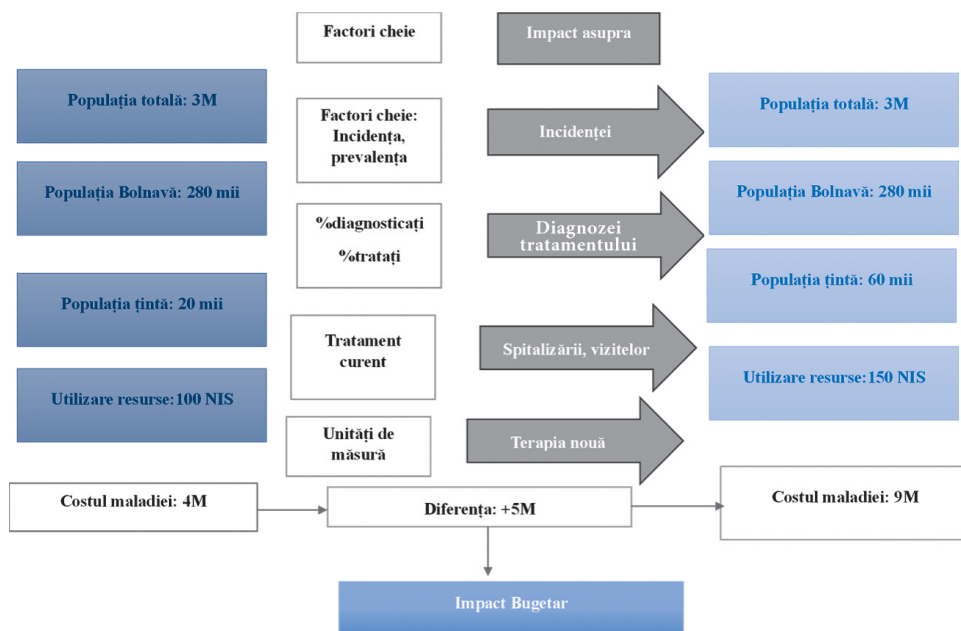 Factori cheie
Impact asupra
Populația totală: 3M
Factori cheie:
Incidența,
prevalența
Incidenței
Populația totală: 3M
Populația Bolnavă: 280 mii
%diagnosticați
%tratați
Diagnozei
tratamentului
Populația Bolnavă: 280 mii
Populația țintă: 20 mii
Populația țintă: 60 mii
Tratament
curent
Spitalizării, vizitelor
Utilizare resurse:100 NIS
Utilizare resurse:150 NIS
Unități de
măsură
Terapia nouă
Costul maladiei: 4M
Diferența: +5M
Costul maladiei: 9M
Impact Bugetar